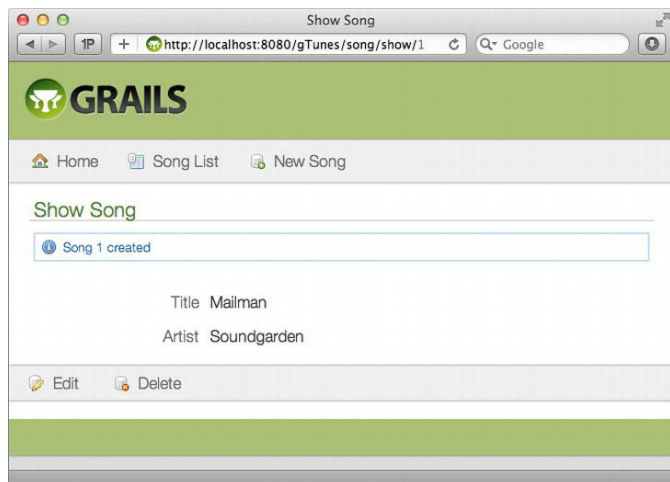 Show Song
1P + http://localhost:8080/gTunes/song/show/1 Google
GRAILS
Home Song List New Song
Show Song
Song 1 created
Title Mailman
Artist Soundgarden
Edit Delete